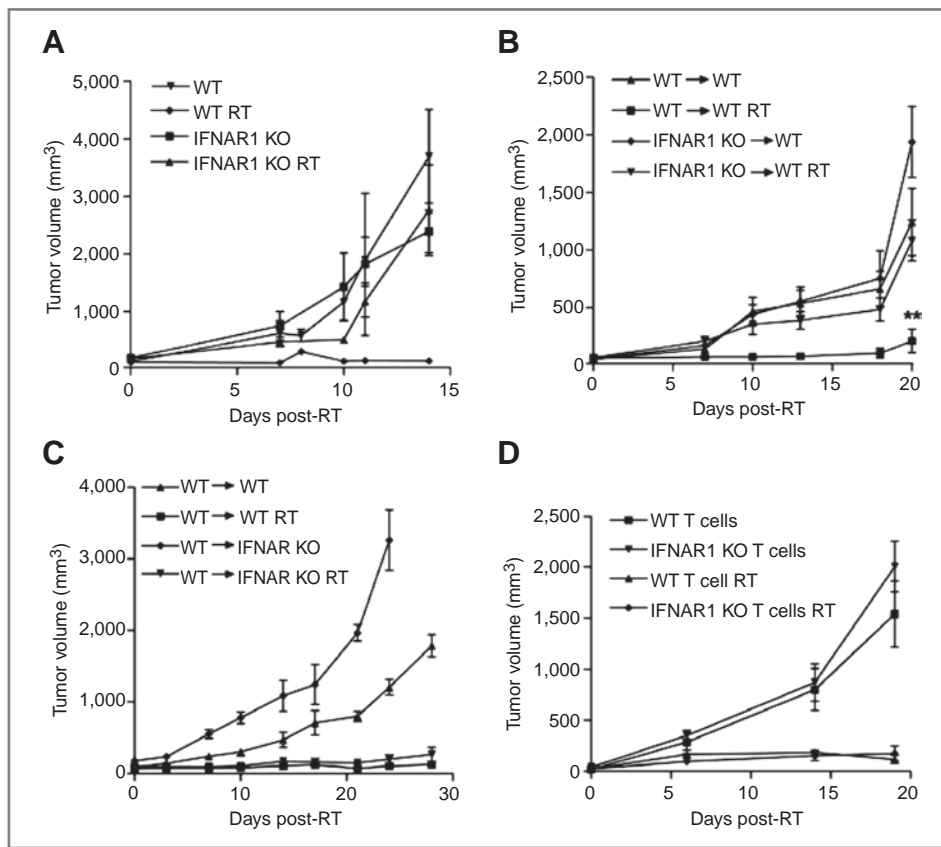 A
5,000
4,000
3,000
2,000
1,000
0
0 5 10 15
Tumor volume (mm3)
Days post-RT
WT
WT RT
IFNAR1 KO
IFNAR1 KO RT
B
2,500
2,000
1,500
1,000
500
0
0 5 10 15 20
Tumor volume (mm3)
Days post-RT
WT → WT
WT → WT RT
IFNAR1 KO → WT
IFNAR1 KO → WT RT
**
C
4,000
3,000
2,000
1,000
0
0 10 20 30
Tumor volume (mm3)
Days post-RT
WT → WT
WT → WT RT
WT → IFNAR KO
WT → IFNAR KO RT
D
2,500
2,000
1,500
1,000
500
0
0 5 10 15 20
Tumor volume (mm3)
Days post-RT
WT T cells
IFNAR1 KO T cells
WT T cell RT
IFNAR1 KO T cells RT